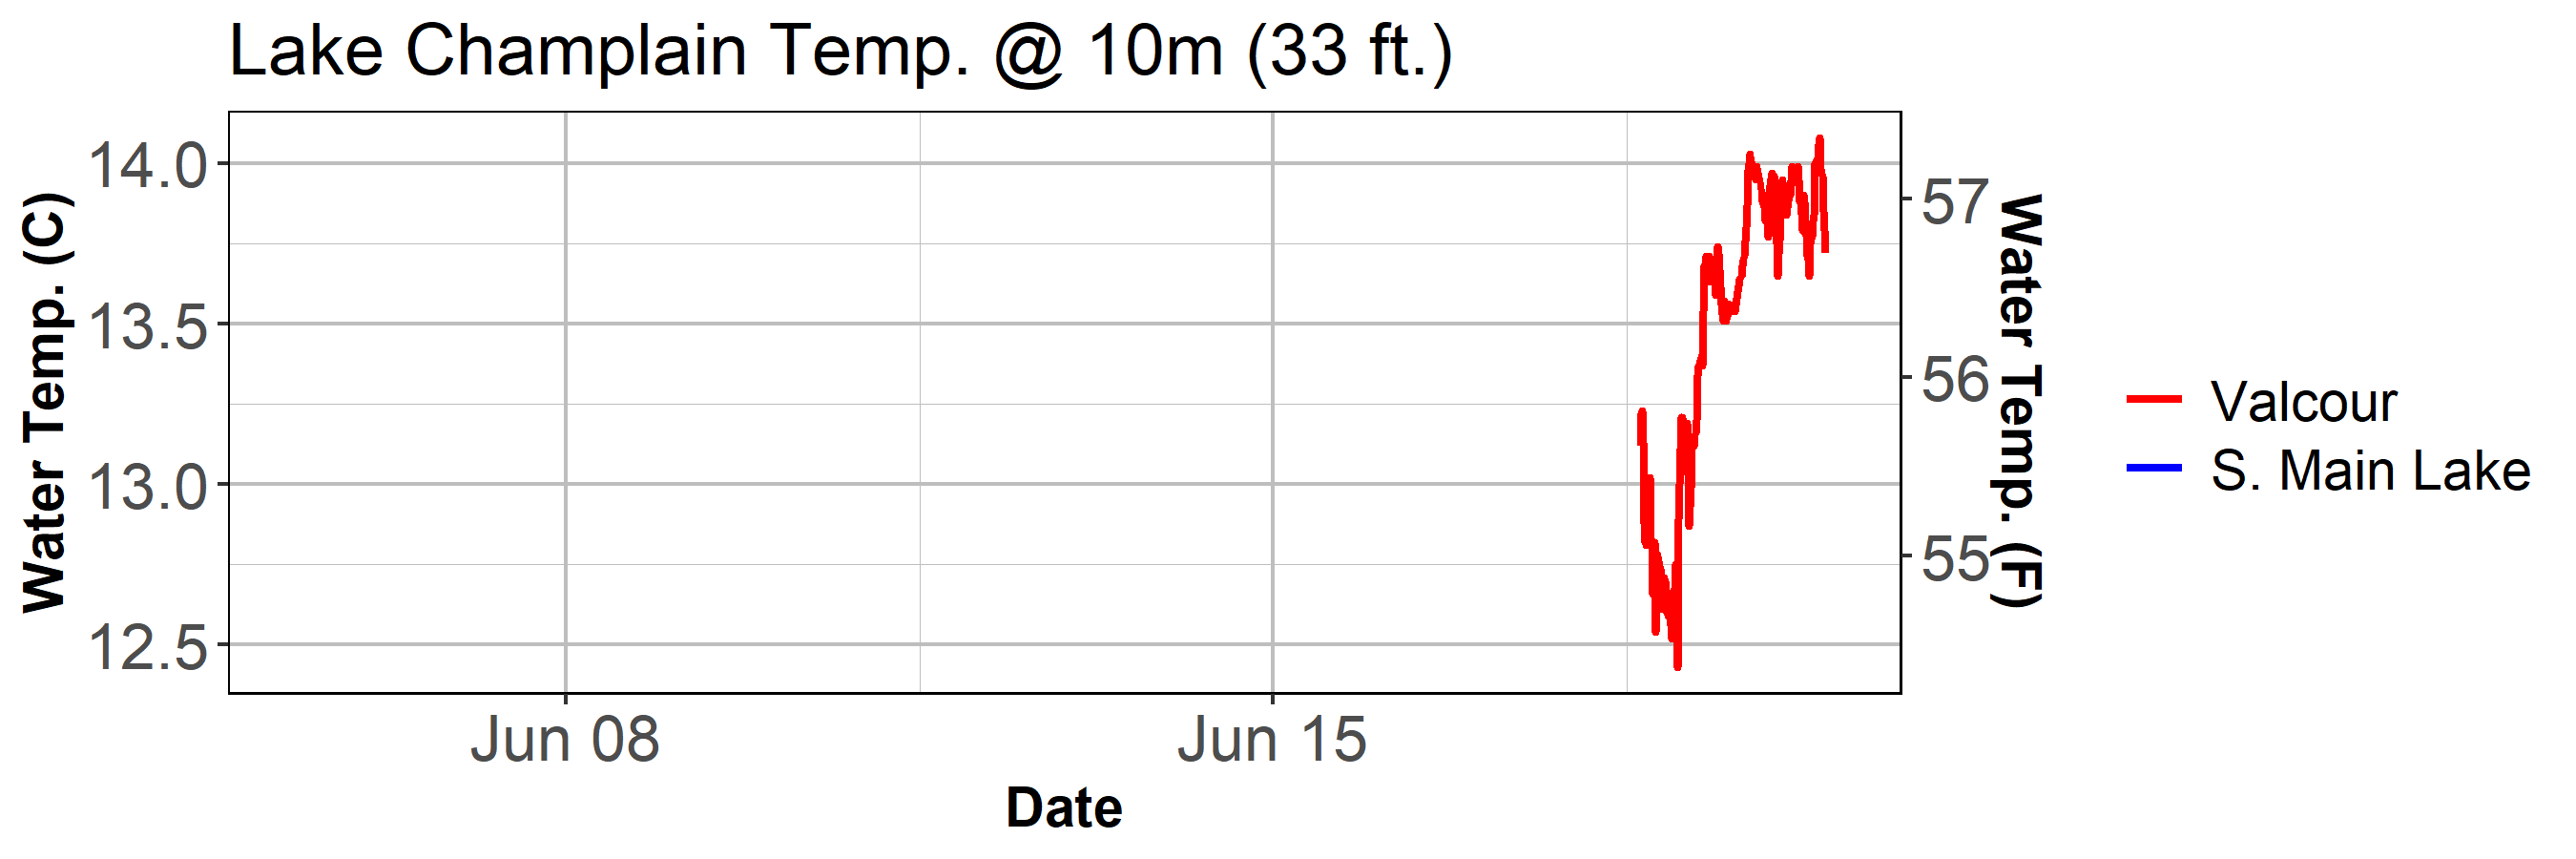 Lake Champlain Temp. @ 10m (33 ft.)
Water Temp. (C)
14.0
13.5
13.0
12.5
57
56
55
Water Temp. (F)
Jun 08
Jun 15
Date
Valcour
S. Main Lake